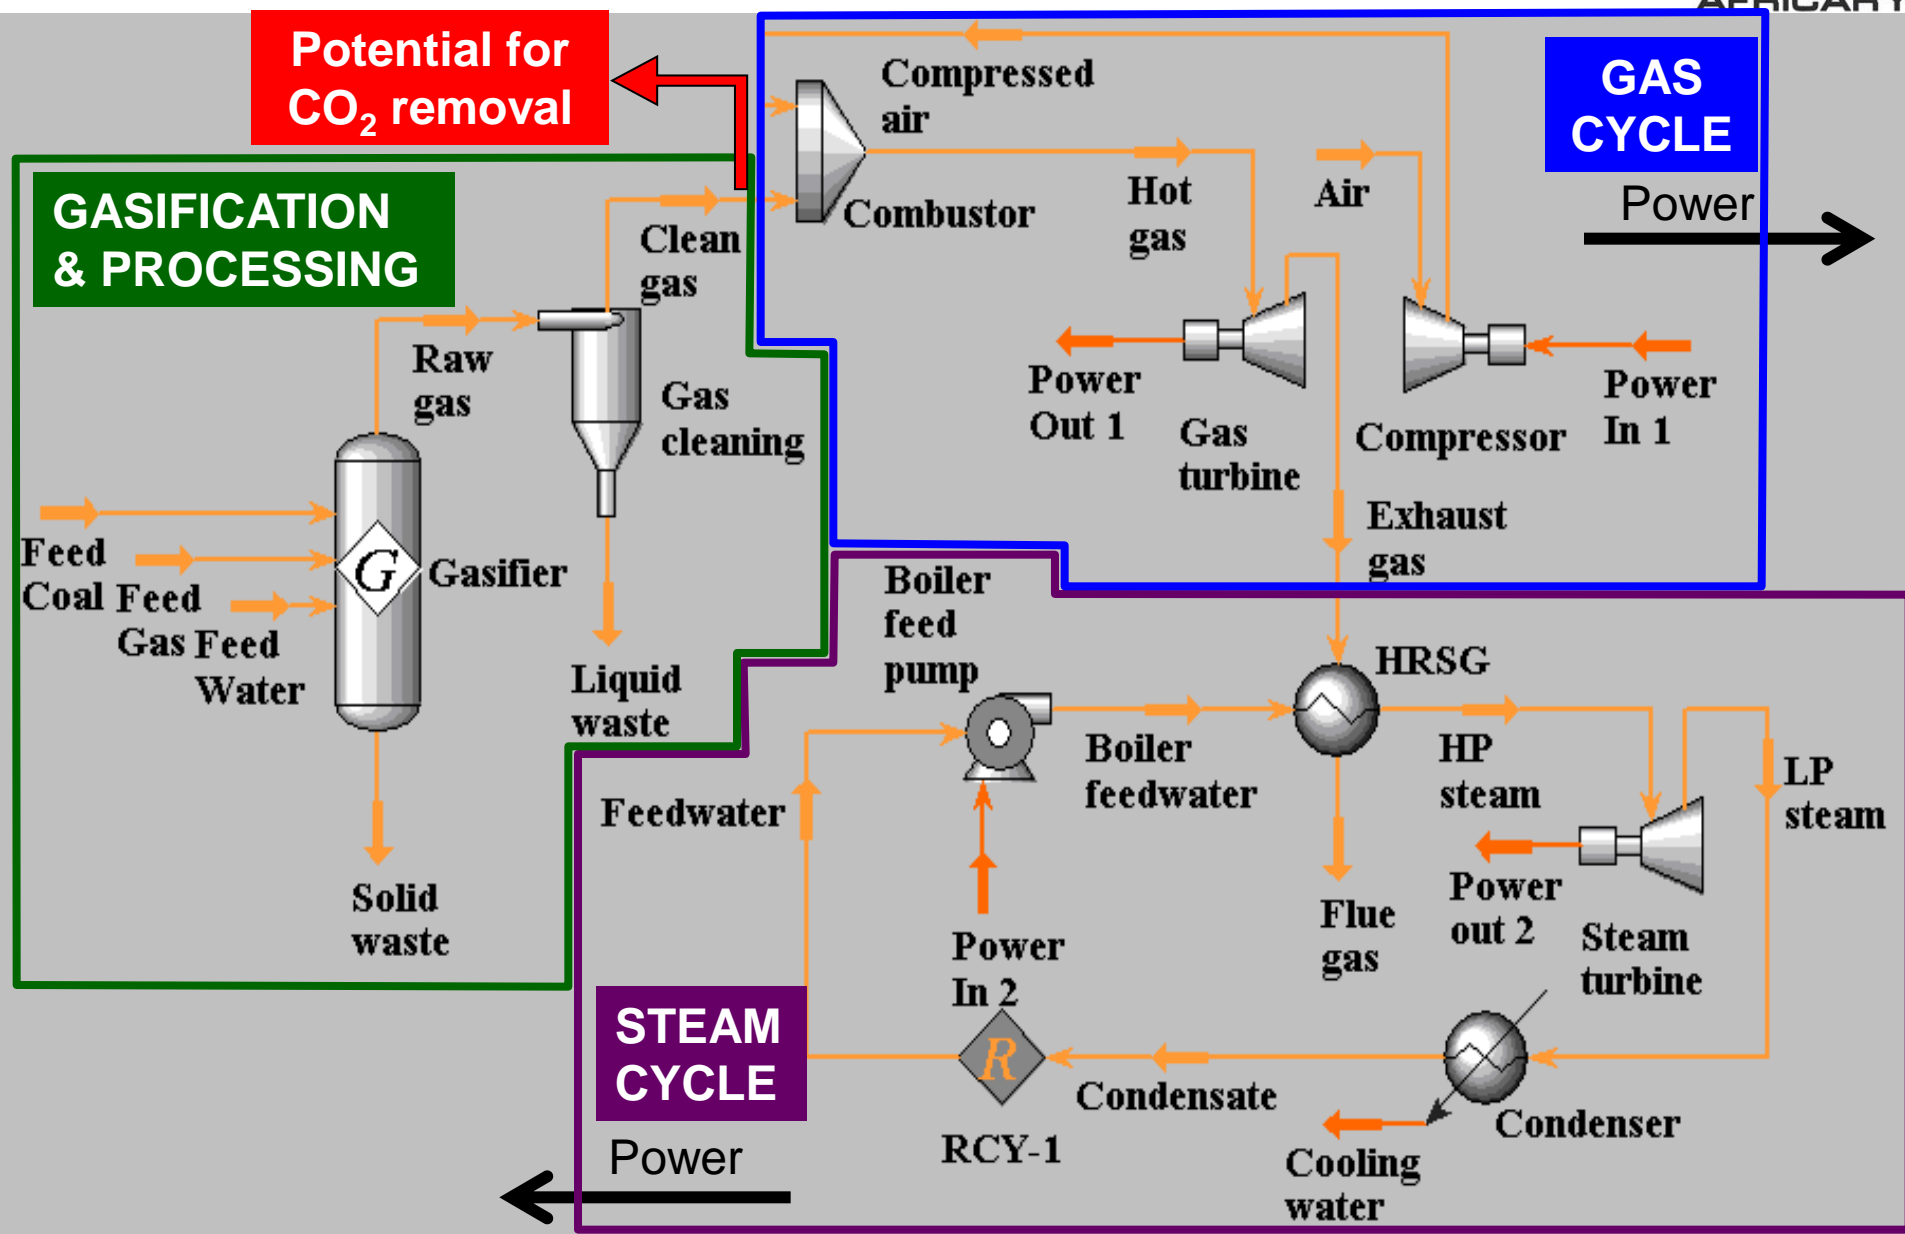 Potential for
CO₂ removal
GAS
CYCLE
Power
Compressed
air
Combustor
Hot
gas
Air
GASIFICATION
& PROCESSING
Clean
gas
Raw
gas
Gas
cleaning
Power
Out 1
Gas
turbine
Compressor
Power
In 1
Exhaust
gas
Feed
Coal
Feed
Gas
Feed
Water
G
Gasifier
Liquid
waste
Solid
waste
Boiler
feed
pump
HRSG
Boiler
feedwater
HP
steam
LP
steam
Feedwater
Power
In 2
Flue
gas
Power
out 2
Steam
turbine
STEAM
CYCLE
R
RCY-1
Condensate
Condenser
Cooling
water
Power